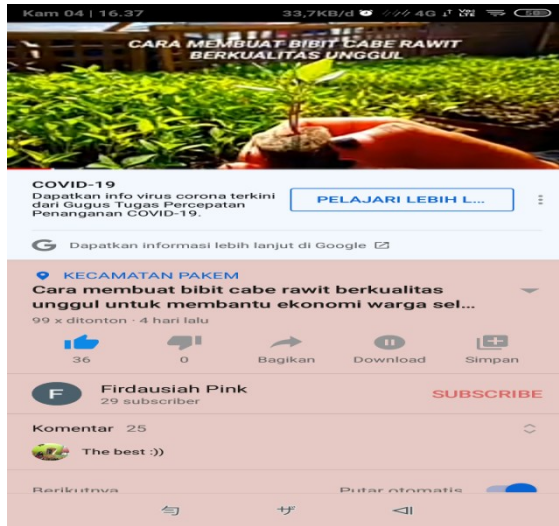 Kam 04 | 16.37
33,7KB/d 4G
CARA MEMBUAT BIBIT CABE RAWIT
BERKUALITAS UNGGUL
COVID-19
Dapatkan info virus corona terkini
dari Gugus Tugas Percepatan
Penanganan COVID-19.
PELAJARI LEBIH L...
G Dapatkan informasi lebih lanjut di Google
KECAMATAN PAKEM
Cara membuat bibit cabe rawit berkualitas
unggul untuk membantu ekonomi warga sel...
99 x ditonton · 4 hari lalu
36
0
Bagikan
Download
Simpan
F
Firdausiah Pink
29 subscriber
SUBSCRIBE
Komentar 25
The best :))
Berikutnya
Putar otomatis